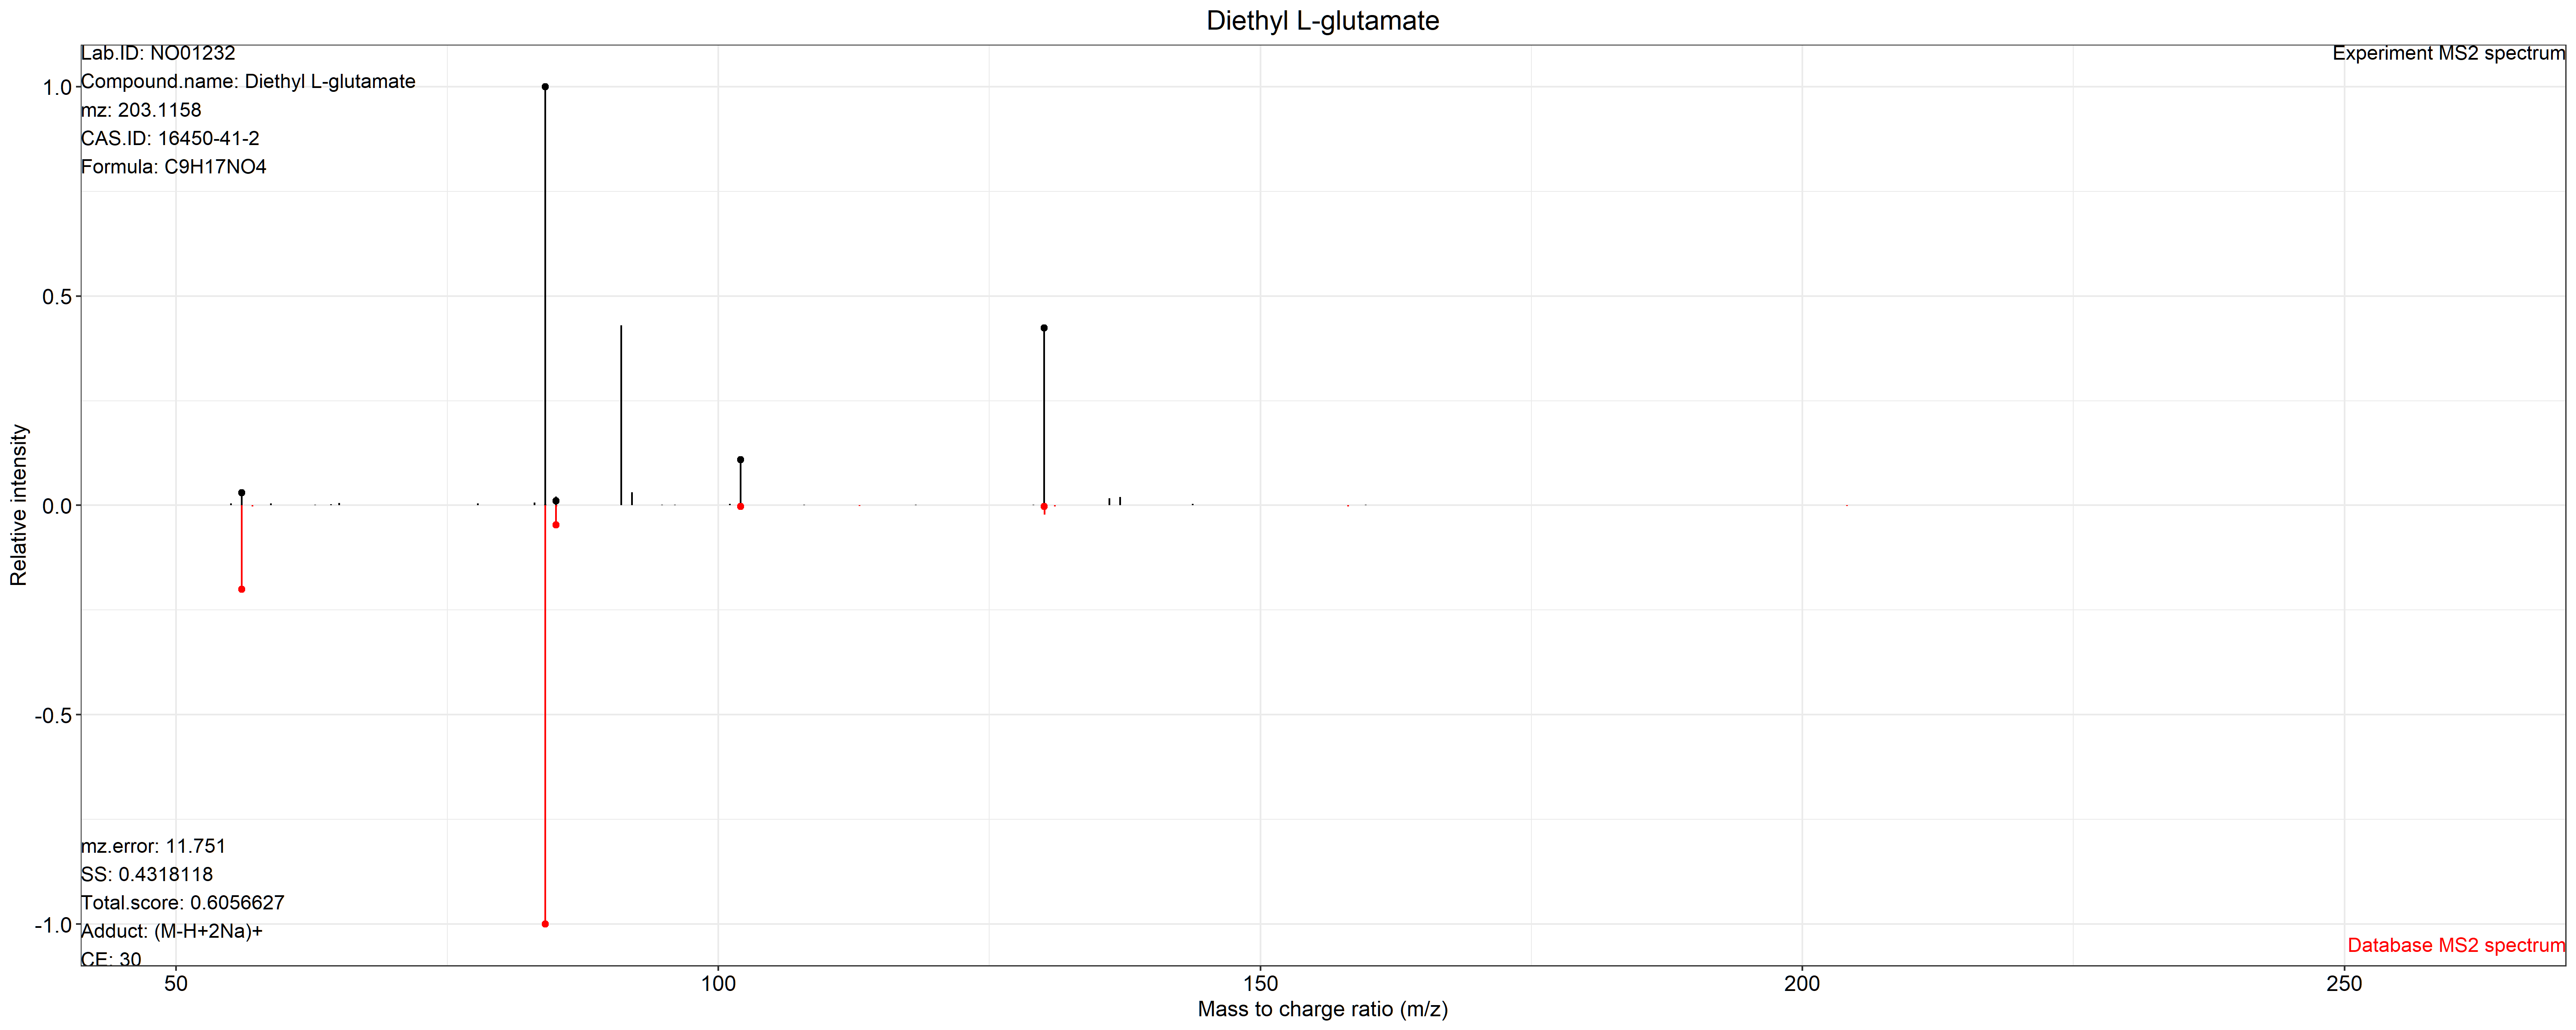 Diethyl L-glutamate
Lab.ID: NO01232
Experiment MS2 spectrum
Compound.name: Diethyl L-glutamate
mz: 203.1158
CAS.ID: 16450-41-2
Formula: C9H17NO4
1.0
0.5
0.0
-0.5
-1.0
Relative intensity
mz.error: 11.751
SS: 0.4318118
Total.score: 0.6056627
Adduct: (M-H+2Na)+
CE: 30
Database MS2 spectrum
50
100
150
200
250
Mass to charge ratio (m/z)